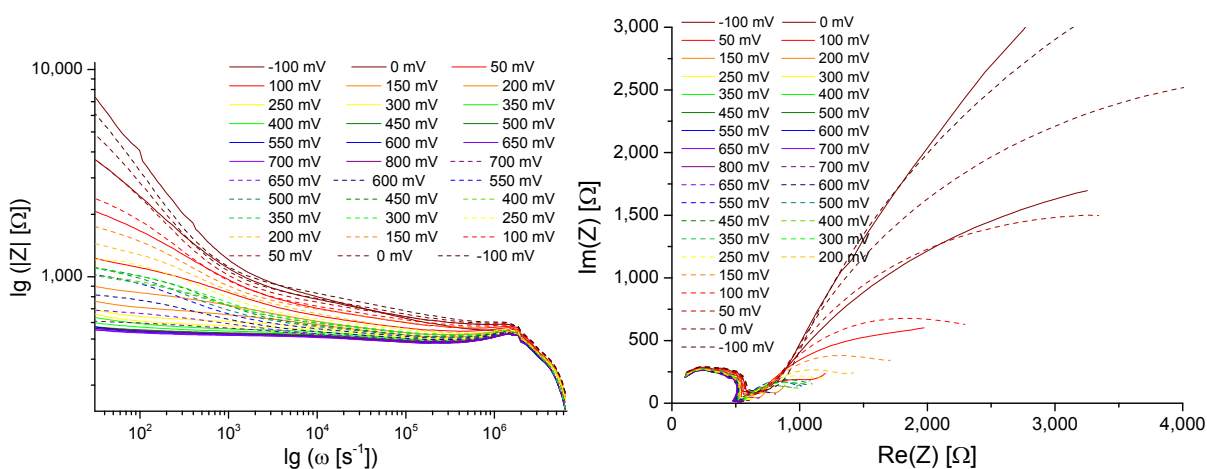 10,000
1,000
lg (|Z| [Ω])
-100 mV 0 mV 50 mV
100 mV 150 mV 200 mV
250 mV 300 mV 350 mV
400 mV 450 mV 500 mV
550 mV 600 mV 650 mV
700 mV 800 mV 700 mV
650 mV 600 mV 550 mV
500 mV 450 mV 400 mV
350 mV 300 mV 250 mV
200 mV 150 mV 100 mV
50 mV 0 mV -100 mV
10² 10³ 10⁴ 10⁵ 10⁶
lg (ω [s⁻¹])
3,000
2,500
2,000
1,500
1,000
500
0
Im(Z) [Ω]
-100 mV 0 mV
50 mV 100 mV
150 mV 200 mV
250 mV 300 mV
350 mV 400 mV
450 mV 500 mV
550 mV 600 mV
650 mV 700 mV
800 mV 700 mV
650 mV 600 mV
550 mV 500 mV
450 mV 400 mV
350 mV 300 mV
250 mV 200 mV
150 mV
100 mV
50 mV
0 mV
-100 mV
0 1,000 2,000 3,000 4,000
Re(Z) [Ω]